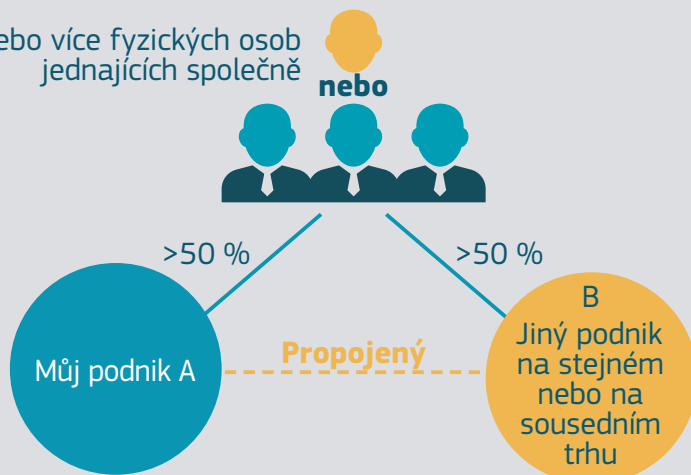 ebo více fyzických osob
jednajících společně
nebo
>50 %
>50 %
Můj podnik A
Propojený
B
Jiný podnik
na stejném
nebo na
sousedním
trhu